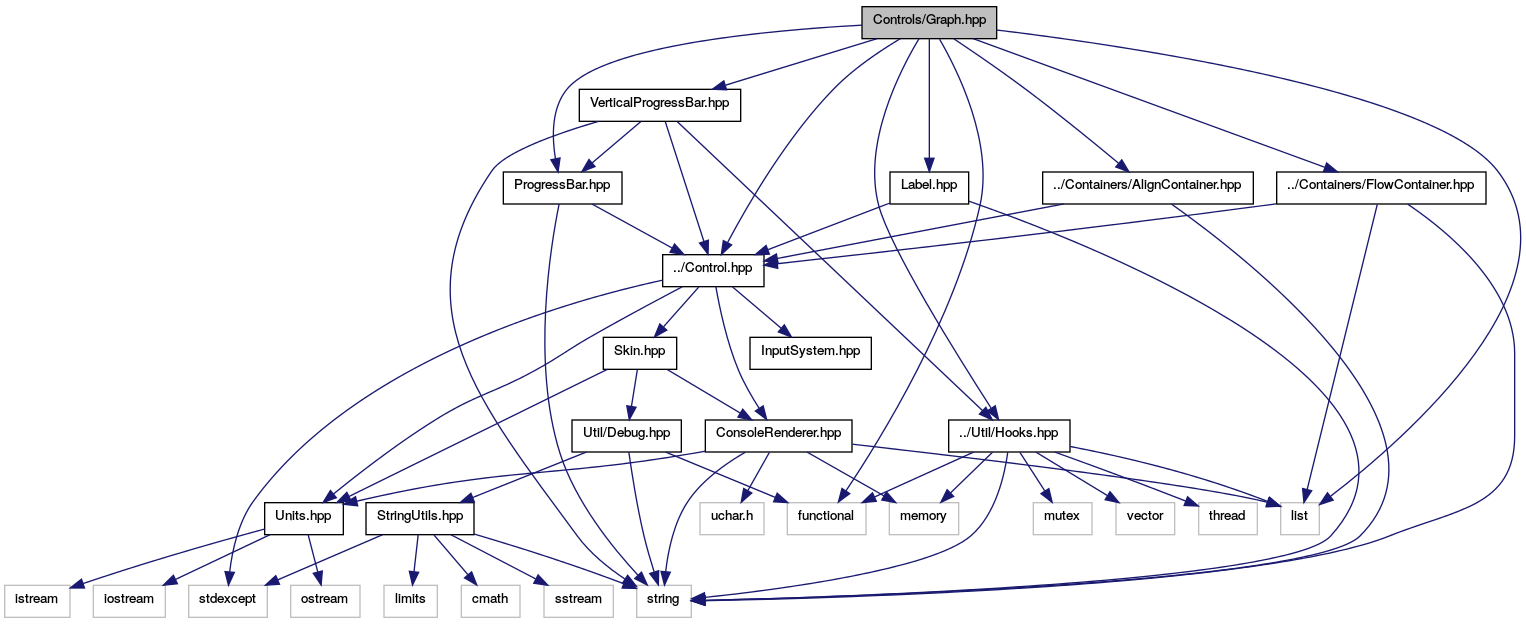 Controls/Graph.hpp
VerticalProgressBar.hpp
ProgressBar.hpp
Label.hpp
../Containers/AlignContainer.hpp
../Containers/FlowContainer.hpp
../Control.hpp
Skin.hpp
InputSystem.hpp
Util/Debug.hpp
ConsoleRenderer.hpp
../Util/Hooks.hpp
Units.hpp
StringUtils.hpp
uchar.h
functional
memory
mutex
vector
thread
list
istream
iostream
stdexcept
ostream
limits
cmath
sstream
string